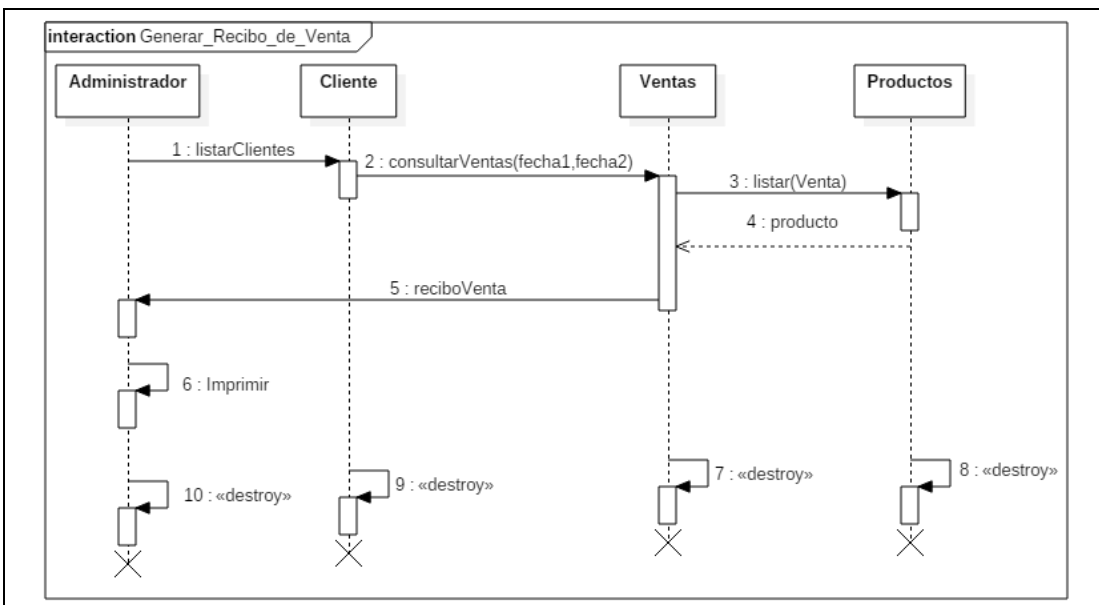 interaction Generar_Recibo_de_Venta
Administrador
Cliente
Ventas
Productos
1 : listarClientes
2 : consultarVentas(fecha1,fecha2)
3 : listar(Venta)
4 : producto
5 : reciboVenta
6 : Imprimir
7 : «destroy»
8 : «destroy»
9 : «destroy»
10 : «destroy»